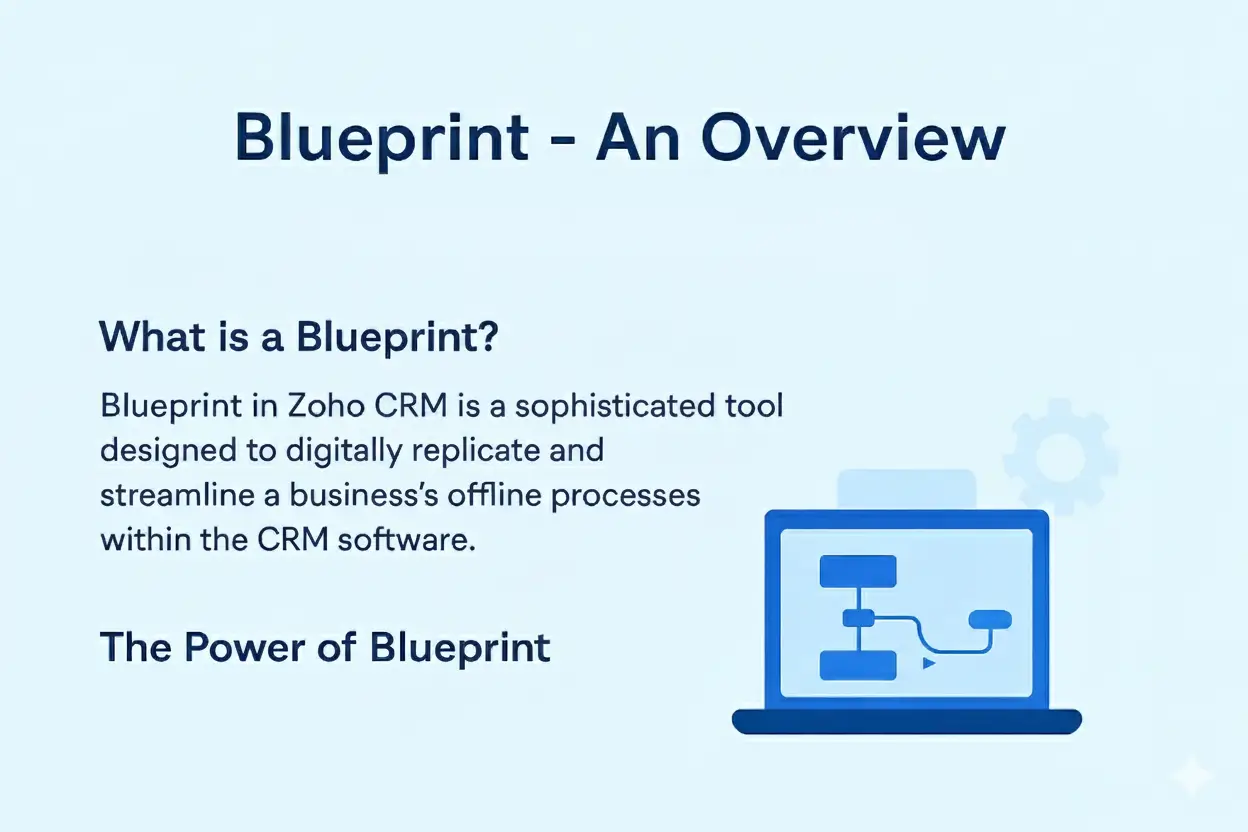 Blueprint - An Overview
What is a Blueprint?
Blueprint in Zoho CRM is a sophisticated tool
designed to digitally replicate and
streamline a business’s offline processes
within the CRM software.
The Power of Blueprint